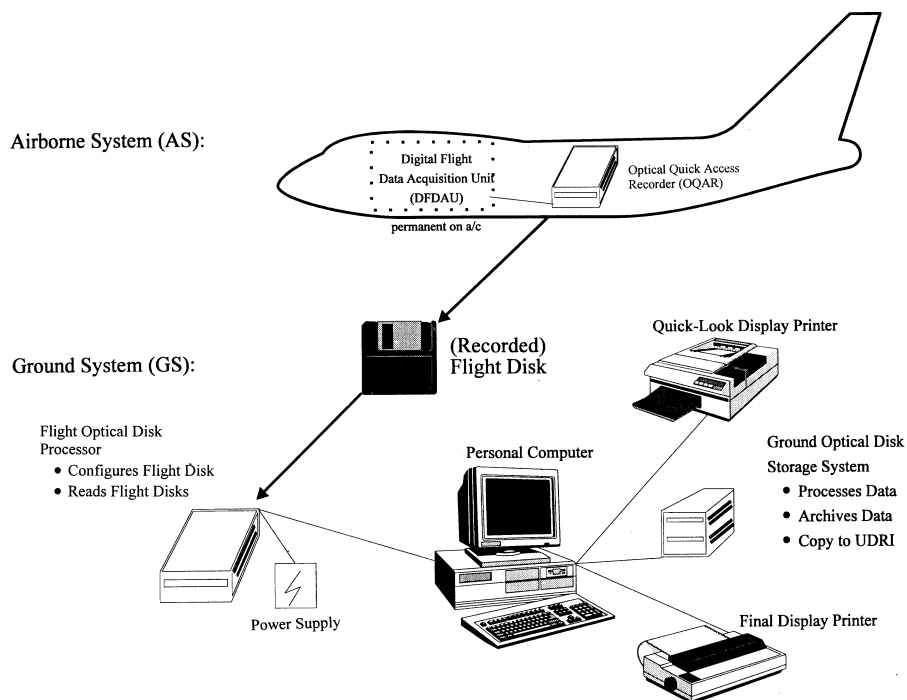 Airborne System (AS):
Digital Flight
Data Acquisition Unit
(DFDAU)
permanent on a/c
Optical Quick Access
Recorder (OQAR)
Ground System (GS):
(Recorded)
Flight Disk
Quick-Look Display Printer
Flight Optical Disk
Processor
• Configures Flight Disk
• Reads Flight Disks
Power Supply
Personal Computer
Ground Optical Disk
Storage System
• Processes Data
• Archives Data
• Copy to UDRI
Final Display Printer